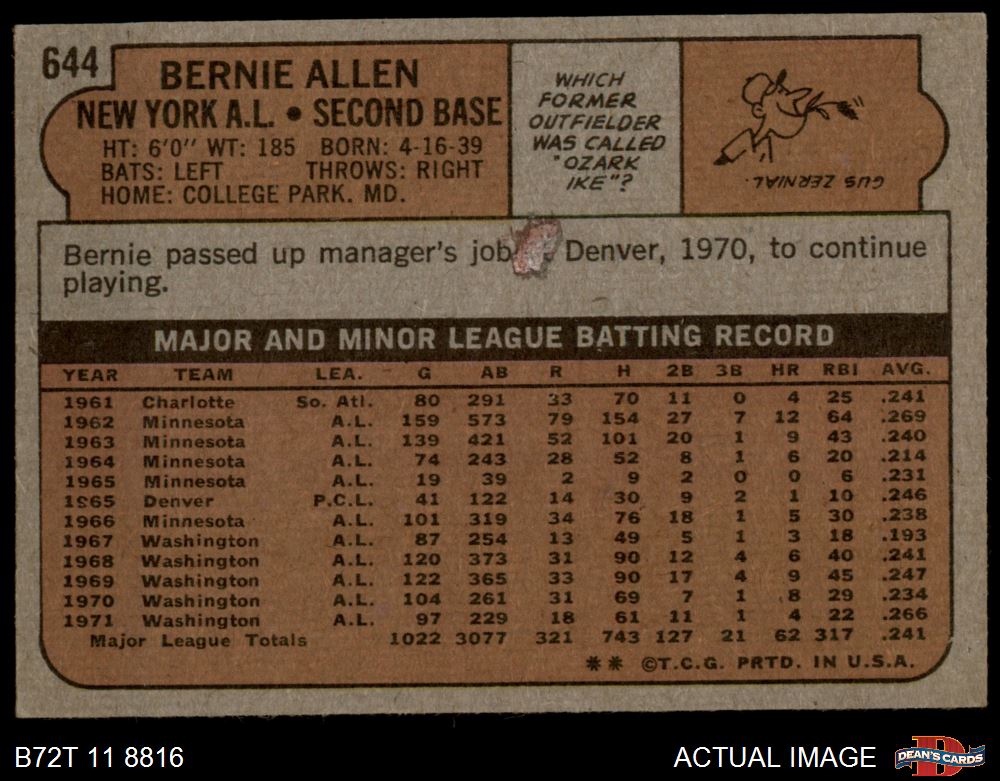 644
BERNIE ALLEN
NEW YORK A.L. • SECOND BASE
HT: 6'0" WT: 185 BORN: 4-16-39
BATS: LEFT THROWS: RIGHT
HOME: COLLEGE PARK. MD.
WHICH
FORMER
OUTFIELDER
WAS CALLED
"OZARK
IKE"?
GUS ZERNIAL.
Bernie passed up manager's job Denver, 1970, to continue
playing.
MAJOR AND MINOR LEAGUE BATTING RECORD
YEAR TEAM LEA. G AB R H 2B 3B HR RBI AVG.
1961 Charlotte So. Atl. 80 291 33 70 11 0 4 25 .241
1962 Minnesota A.L. 159 573 79 154 27 7 12 64 .269
1963 Minnesota A.L. 139 421 52 101 20 1 9 43 .240
1964 Minnesota A.L. 74 243 28 52 8 1 6 20 .214
1965 Minnesota A.L. 19 39 2 9 2 0 0 6 .231
1965 Denver P.C.L. 41 122 14 30 9 2 1 10 .246
1966 Minnesota A.L. 101 319 34 76 18 1 5 30 .238
1967 Washington A.L. 87 254 13 49 5 1 3 18 .193
1968 Washington A.L. 120 373 31 90 12 4 6 40 .241
1969 Washington A.L. 122 365 33 90 17 4 9 45 .247
1970 Washington A.L. 104 261 31 69 7 1 8 29 .234
1971 Washington A.L. 97 229 18 61 11 1 4 22 .266
Major League Totals 1022 3077 321 743 127 21 62 317 .241
** ©T.C.G. PRTD. IN U.S.A.
B72T 11 8816
ACTUAL IMAGE
DEAN'S CARDS